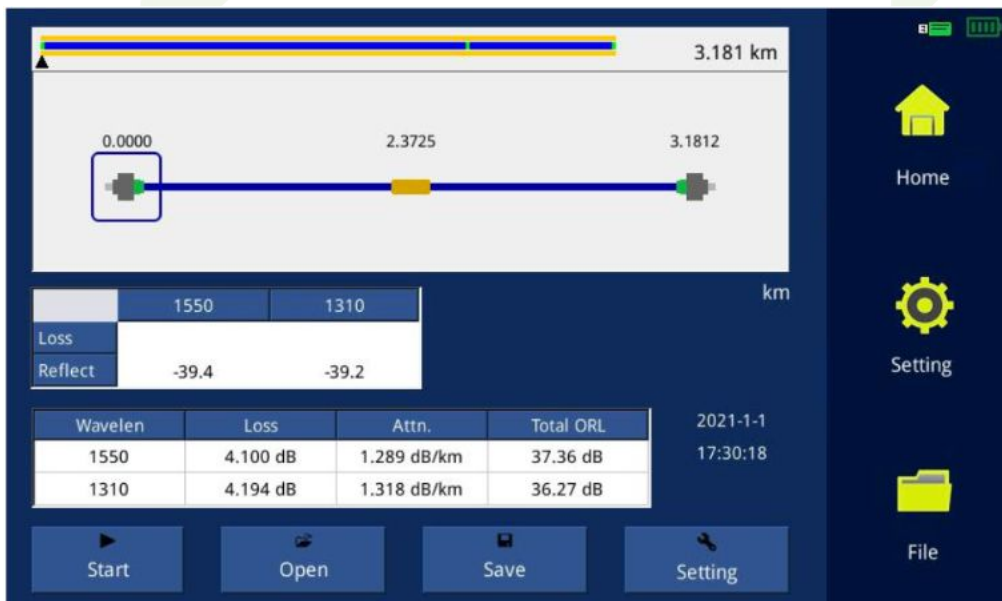 3.181 km
0.0000 2.3725 3.1812
Home
km
1550 1310
Loss
Reflect -39.4 -39.2
Setting
Wavelen Loss Attn. Total ORL
1550 4.100 dB 1.289 dB/km 37.36 dB
1310 4.194 dB 1.318 dB/km 36.27 dB
2021-1-1
17:30:18
Start Open Save Setting
File